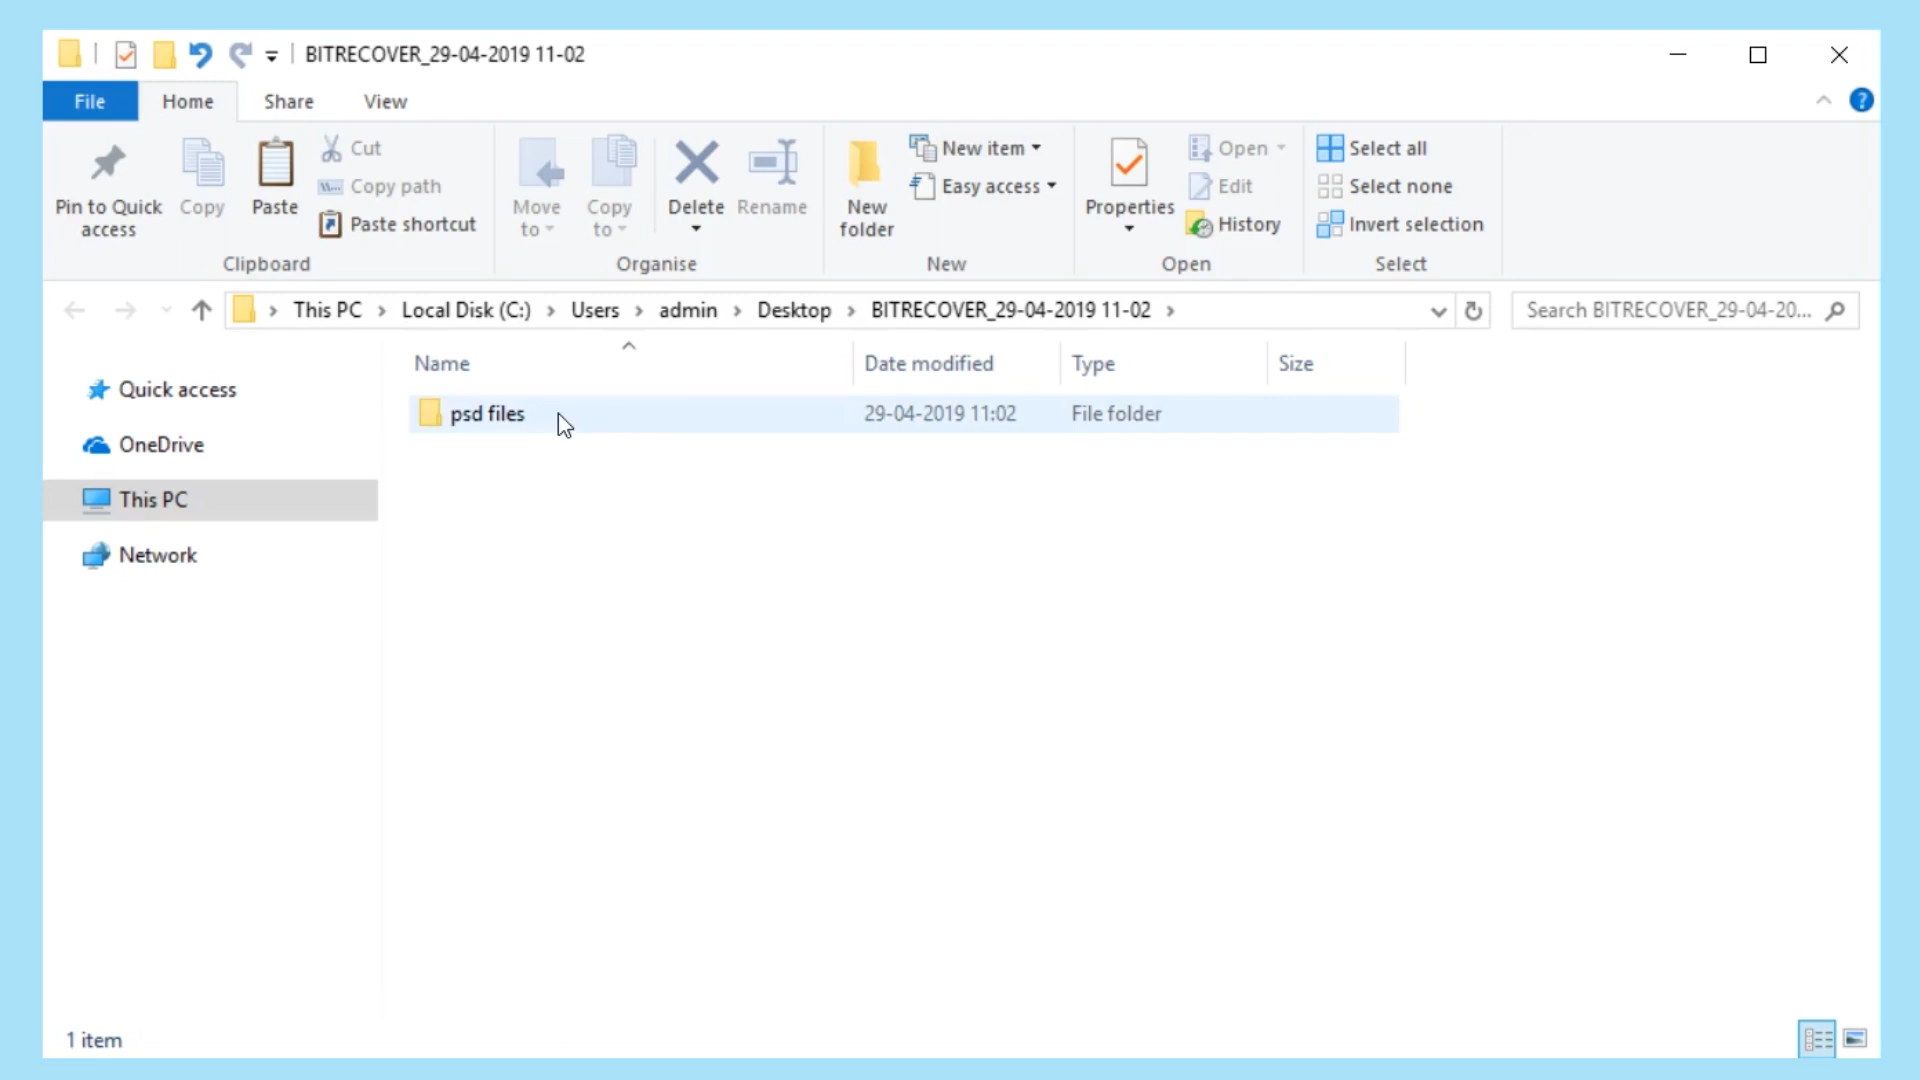 BITRECOVER_29-04-2019 11-02
File Home Share View
Pin to Quick access
Copy
Paste
Cut
Copy path
Paste shortcut
Clipboard
Move to
Copy to
Delete
Rename
Organise
New folder
New item
Easy access
New
Properties
Open
Edit
History
Open
Select all
Select none
Invert selection
Select
This PC Local Disk (C:) Users admin Desktop BITRECOVER_29-04-2019 11-02
Search BITRECOVER_29-04-20...
Name Date modified Type Size
psd files 29-04-2019 11:02 File folder
Quick access
OneDrive
This PC
Network
1 item